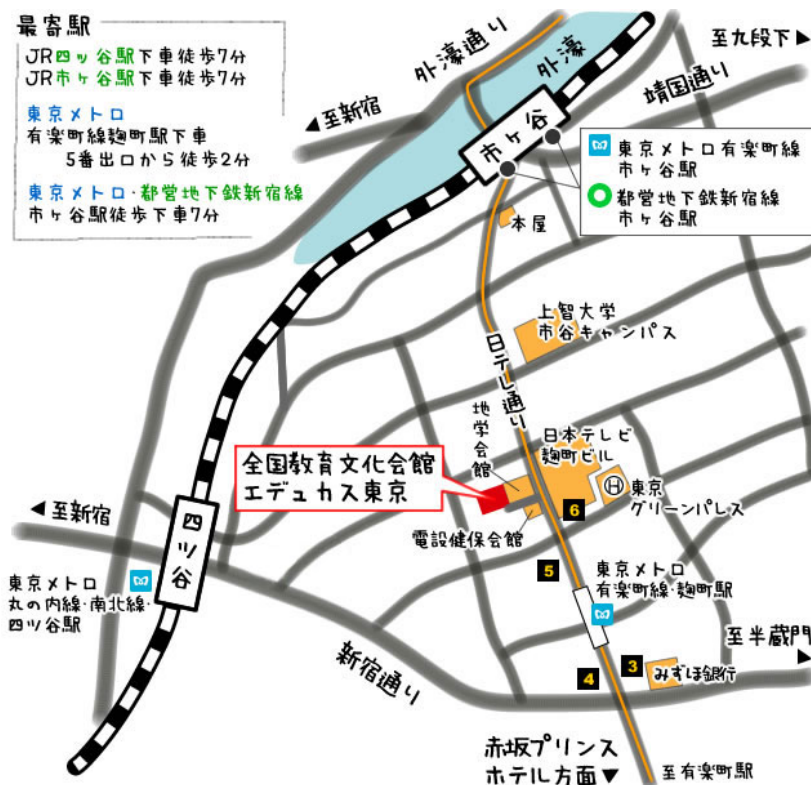 最寄駅
JR四ッ谷駅下車徒歩7分
JR市ヶ谷駅下車徒歩7分
東京メトロ
有楽町線麹町駅下車
5番出口から徒歩2分
東京メトロ・都営地下鉄新宿線
市ヶ谷駅徒歩下車7分
外濠通り
外濠
至九段下▶
靖国通り
◀至新宿
市ヶ谷
東京メトロ有楽町線
市ヶ谷駅
都営地下鉄新宿線
市ヶ谷駅
本屋
上智大学
市谷キャンパス
日テレ通り
地学会館
日本テレビ
麹町ビル
全国教育文化会館
エデュカス東京
H
東京
グリーンパレス
6
電設健保会館
◀至新宿
四ッ谷
5
東京メトロ
丸の内線・南北線・
四ッ谷駅
東京メトロ
有楽町線・麹町駅
至半蔵門
▶
新宿通り
4
3
みずほ銀行
赤坂プリンス
ホテル方面▼
至有楽町駅